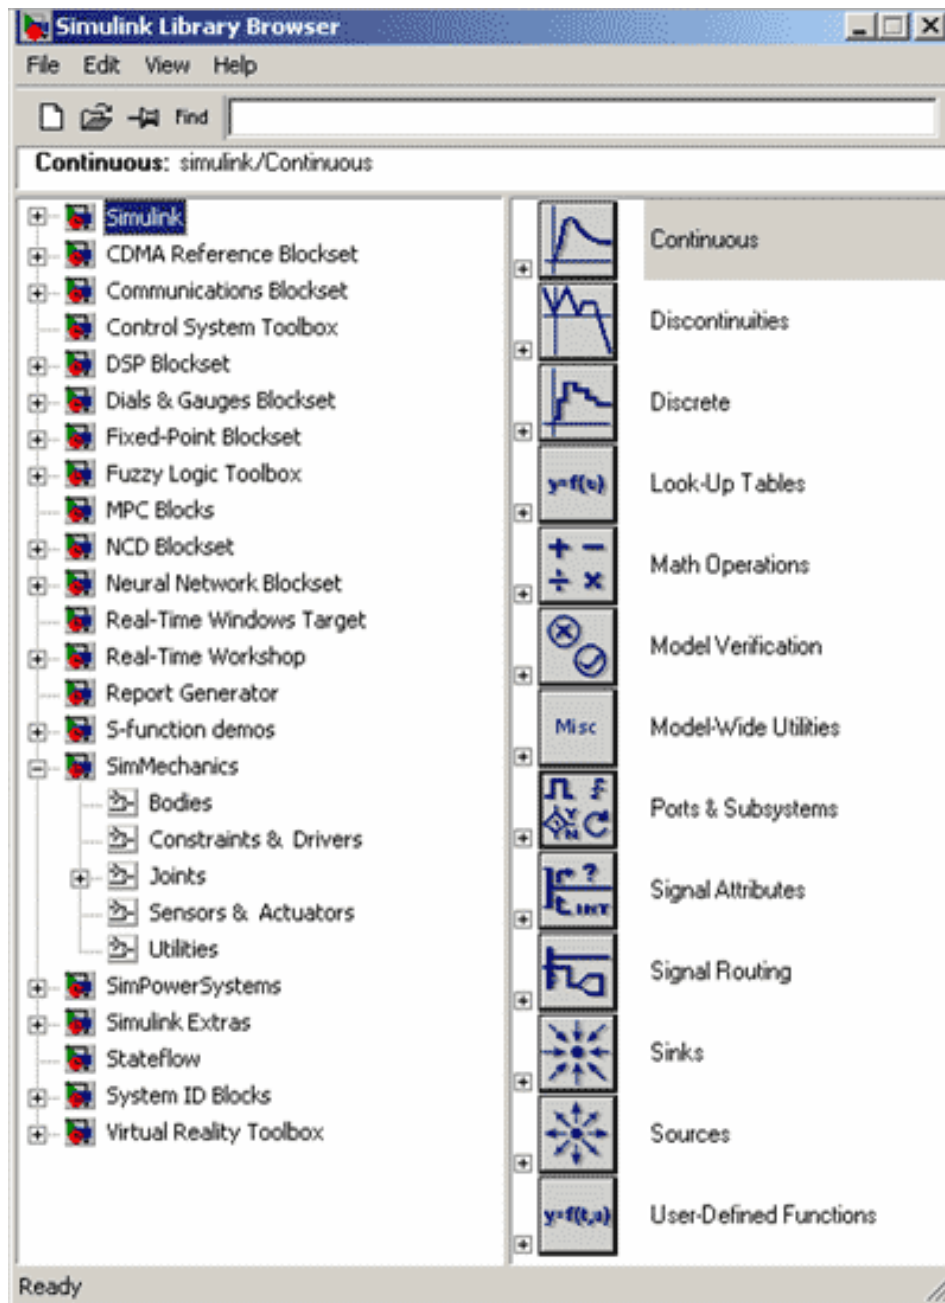 Simulink Library Browser
File Edit View Help
Find
Continuous: simulink/Continuous
Simulink
CDMA Reference Blockset
Communications Blockset
Control System Toolbox
DSP Blockset
Dials & Gauges Blockset
Fixed-Point Blockset
Fuzzy Logic Toolbox
MPC Blocks
NCD Blockset
Neural Network Blockset
Real-Time Windows Target
Real-Time Workshop
Report Generator
S-function demos
SimMechanics
Bodies
Constraints & Drivers
Joints
Sensors & Actuators
Utilities
SimPowerSystems
Simulink Extras
Stateflow
System ID Blocks
Virtual Reality Toolbox
Continuous
Discontinuities
Discrete
y=f(u) Look-Up Tables
+ - ÷ × Math Operations
Model Verification
Misc Model-Wide Utilities
Ports & Subsystems
Signal Attributes
Signal Routing
Sinks
Sources
y=f(t,u) User-Defined Functions
Ready